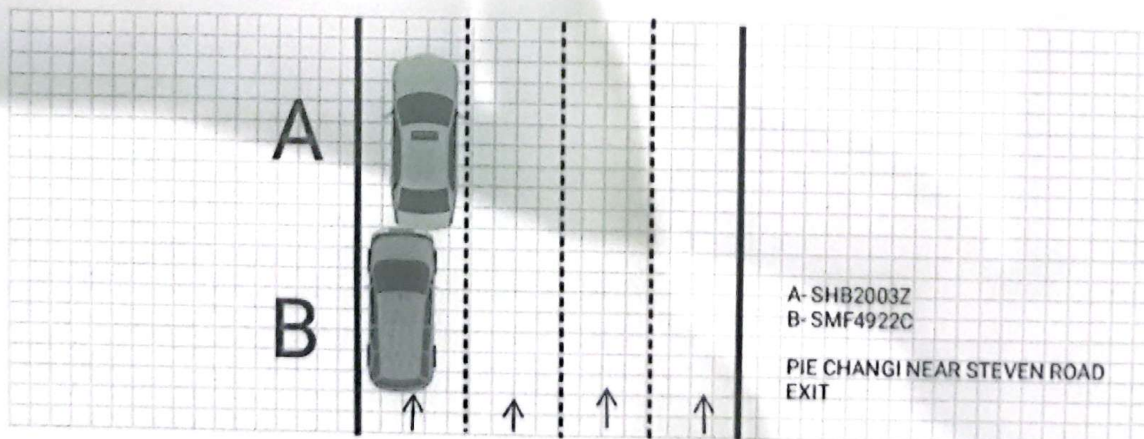 A
B
A- SHB2003Z
B- SMF4922C
PIE CHANGI NEAR STEVEN ROAD
EXIT